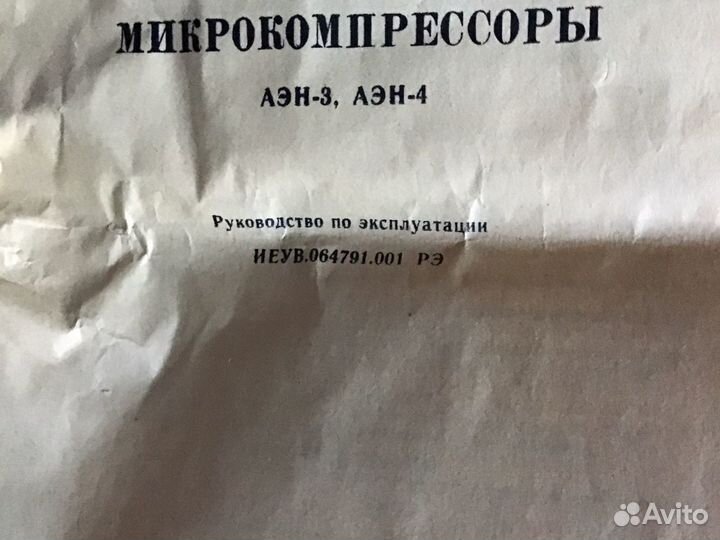 МИКРОКОМПРЕССОРЫ
АЭН-3, АЭН-4
Руководство по эксплуатации
ИЕУВ.064791.001 РЭ
Avito